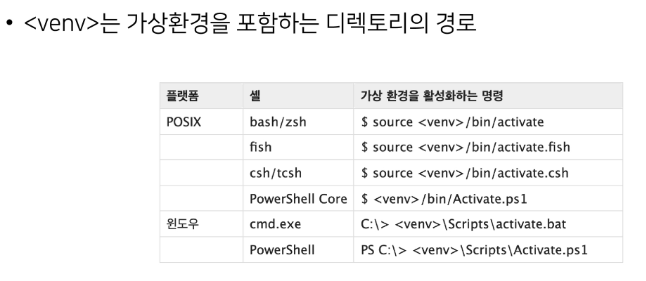 • <venv>는 가상환경을 포함하는 디렉토리의 경로
플랫폼 셸 가상 환경을 활성화하는 명령
POSIX bash/zsh $ source <venv>/bin/activate
fish $ source <venv>/bin/activate.fish
csh/tcsh $ source <venv>/bin/activate.csh
PowerShell Core $ <venv>/bin/Activate.ps1
윈도우 cmd.exe C:\> <venv>\Scripts\activate.bat
PowerShell PS C:\> <venv>\Scripts\Activate.ps1